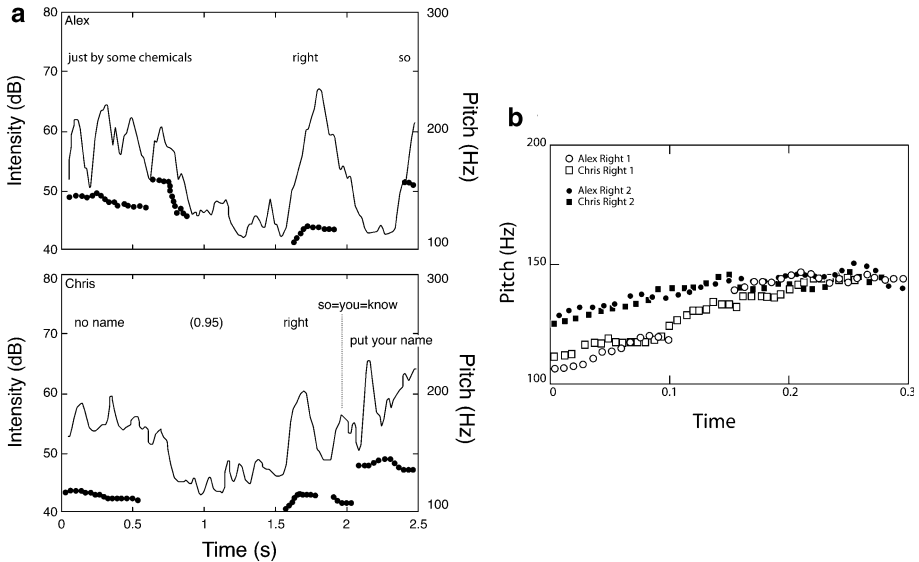 a
Alex
just by some chemicals
right
so
80
70
60
50
40
Intensity (dB)
300
200
100
Pitch (Hz)
Chris
no name
(0.95)
right
so=you=know
put your name
80
70
60
50
40
Intensity (dB)
300
200
100
Pitch (Hz)
0
0.5
1
1.5
2
2.5
Time (s)
b
200
150
100
Pitch (Hz)
Alex Right 1
Chris Right 1
Alex Right 2
Chris Right 2
0
0.1
0.2
0.3
Time